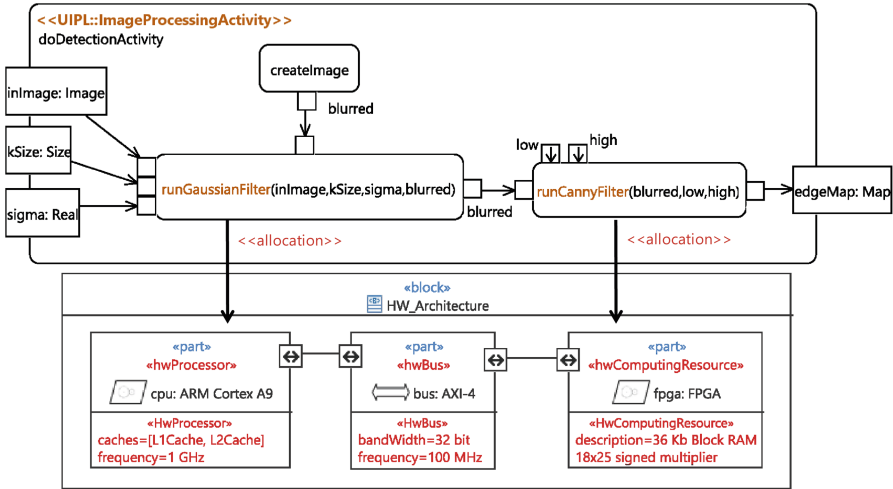 <<UIPL::ImageProcessingActivity>>
doDetectionActivity
createImage
inImage: Image
blurred
kSize: Size
low
high
runGaussianFilter(inImage,kSize,sigma,blurred)
runCannyFilter(blurred,low,high)
edgeMap: Map
sigma: Real
blurred
<<allocation>>
<<allocation>>
«block»
HW_Architecture
«part»
«hwProcessor»
cpu: ARM Cortex A9
«HwProcessor»
caches=[L1Cache, L2Cache]
frequency=1 GHz
«part»
«hwBus»
bus: AXI-4
«HwBus»
bandWidth=32 bit
frequency=100 MHz
«part»
«hwComputingResource»
fpga: FPGA
«HwComputingResource»
description=36 Kb Block RAM
18x25 signed multiplier